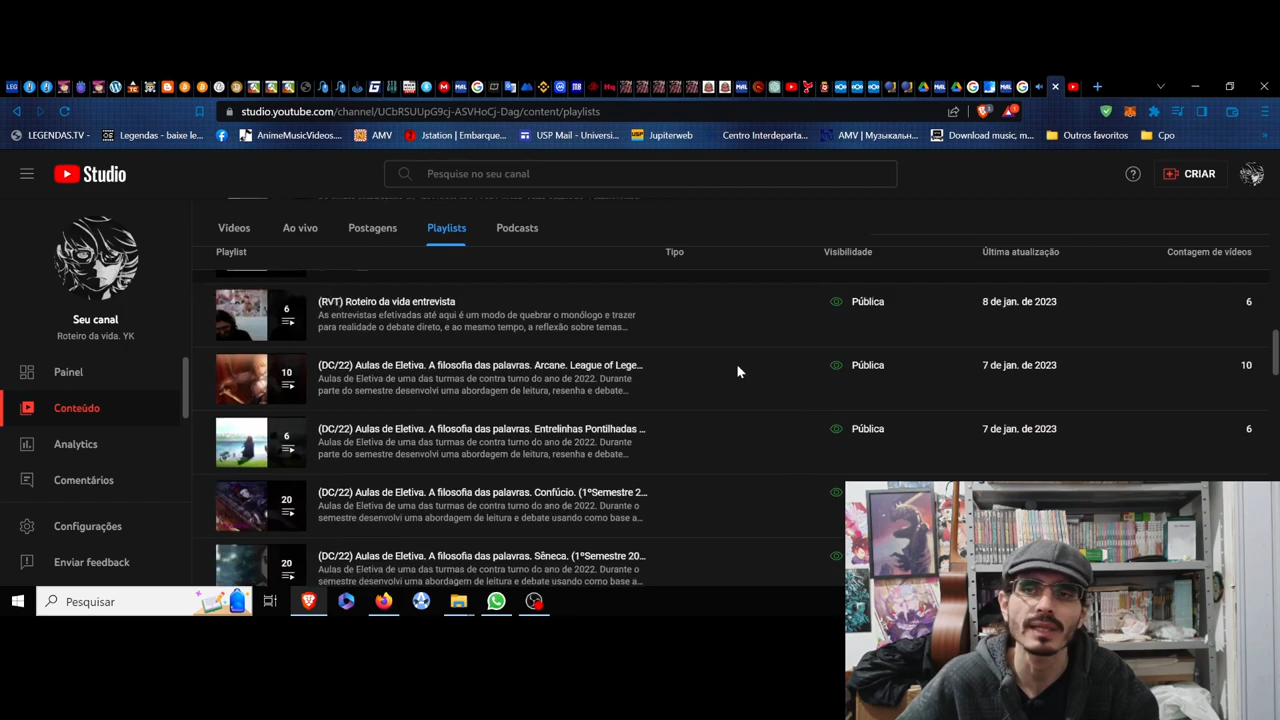 studio.youtube.com/channel/UCbRSUUpG9cj-ASVHoCj-Dag/content/playlists
LEGENDAS.TV -
Legendas - baixe le...
AnimeMusicVideos....
AMV
Jstation | Embarque...
USP Mail - Universi...
Jupiterweb
Centro Interdeparta...
AMV | Музыкальн...
Download music, m...
Outros favoritos
Cpo
Studio
Pesquise no seu canal
CRIAR
Seu canal
Roteiro da vida. YK
Painel
Conteúdo
Analytics
Comentários
Configurações
Enviar feedback
Vídeos Ao vivo Postagens Playlists Podcasts
Playlist Tipo Visibilidade Última atualização Contagem de vídeos
6
(RVT) Roteiro da vida entrevista
As entrevistas efetivadas até aqui é um modo de quebrar o monólogo e trazer
para realidade o debate direto, e ao mesmo tempo, a reflexão sobre temas...
Pública 8 de jan. de 2023 6
10
(DC/22) Aulas de Eletiva. A filosofia das palavras. Arcane. League of Lege...
Aulas de Eletiva de uma das turmas de contra turno do ano de 2022. Durante
parte do semestre desenvolvi uma abordagem de leitura, resenha e debate...
Pública 7 de jan. de 2023 10
6
(DC/22) Aulas de Eletiva. A filosofia das palavras. Entrelinhas Pontilhadas ...
Aulas de Eletiva de uma das turmas de contra turno do ano de 2022. Durante
parte do semestre desenvolvi uma abordagem de leitura, resenha e debate...
Pública 7 de jan. de 2023 6
20
(DC/22) Aulas de Eletiva. A filosofia das palavras. Confúcio. (1ºSemestre 2...
Aulas de Eletiva de uma das turmas de contra turno do ano de 2022. Durante o
semestre desenvolvi uma abordagem de leitura e debate usando como base a...
20
(DC/22) Aulas de Eletiva. A filosofia das palavras. Sêneca. (1ºSemestre 20...
Aulas de Eletiva de uma das turmas de contra turno do ano de 2022. Durante o
semestre desenvolvi uma abordagem de leitura e debate usando como base a...
Pesquisar